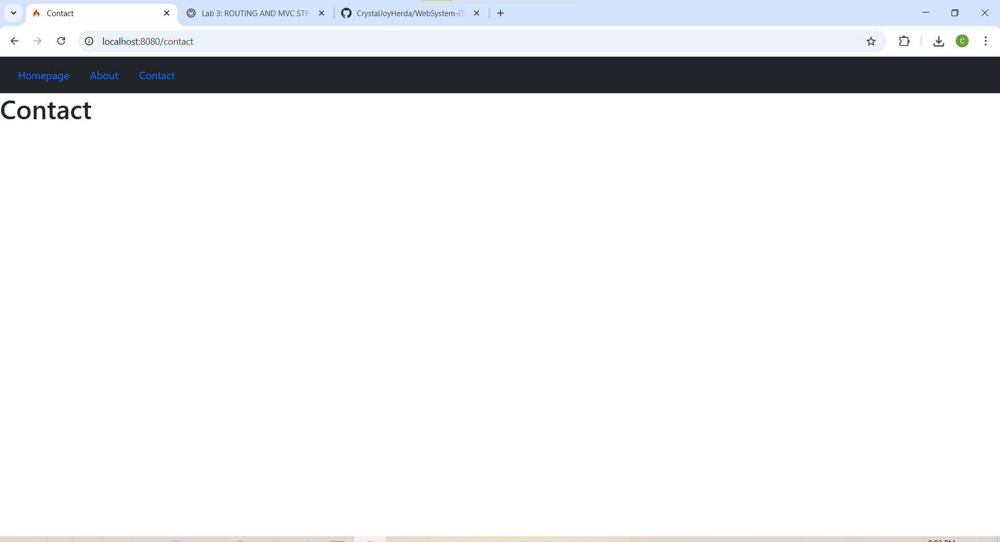 Contact
Lab 3: ROUTING AND MVC STR
CrystalJoyHerda/WebSystem-IT
localhost:8080/contact
C
Homepage About Contact
Contact